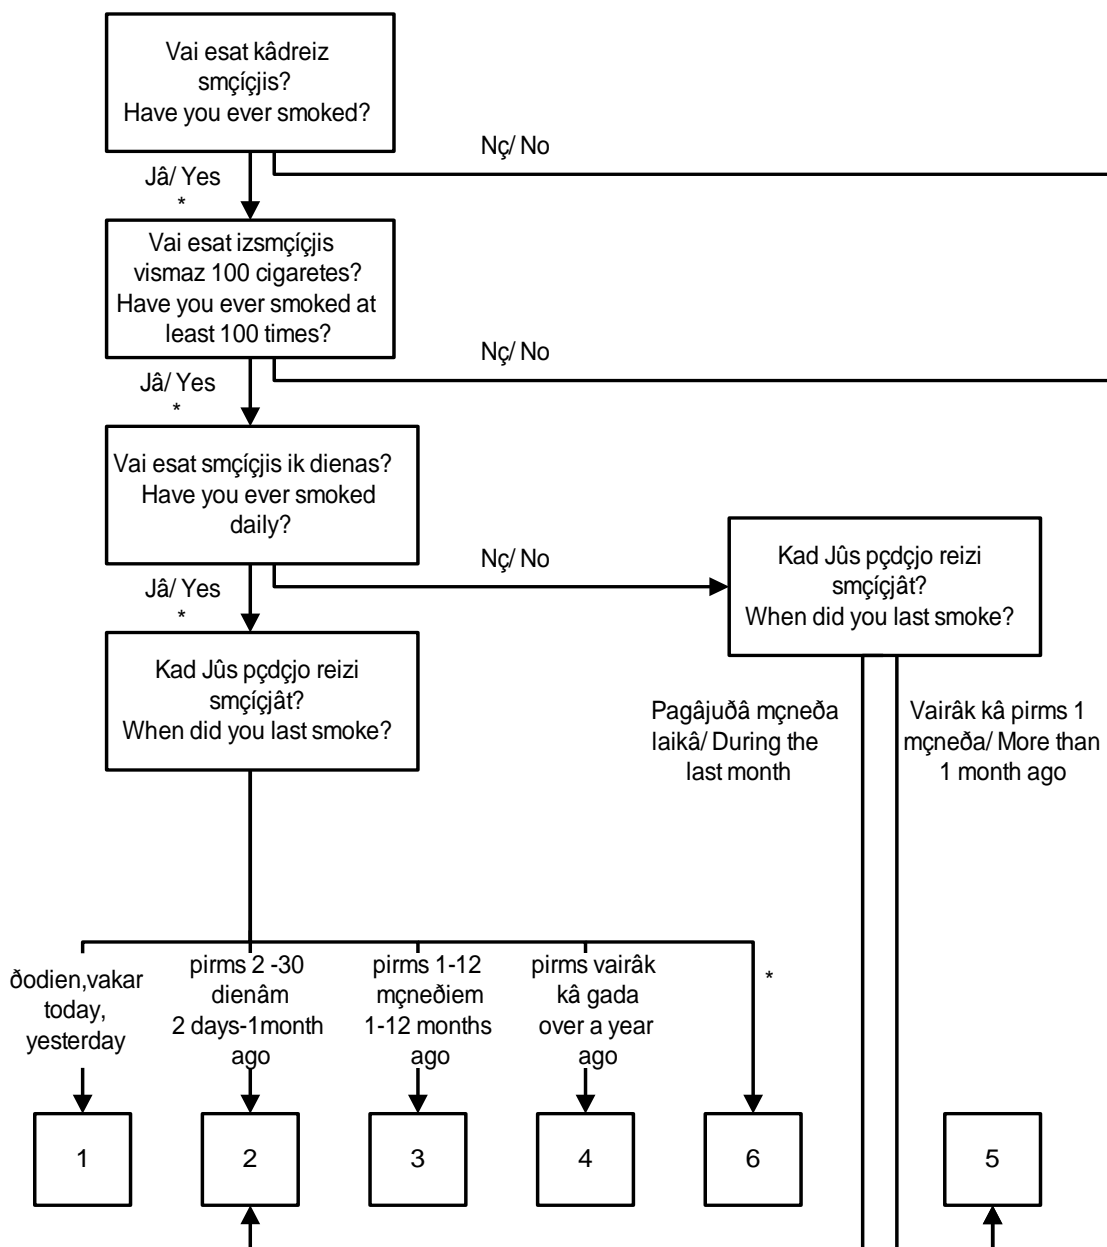 Vai esat kâdreiz
smçíçjis?
Have you ever smoked?
Nç/ No
Jâ/ Yes
*
Vai esat izsmçíçjis
vismaz 100 cigaretes?
Have you ever smoked at
least 100 times?
Nç/ No
Jâ/ Yes
*
Vai esat smçíçjis ik dienas?
Have you ever smoked
daily?
Nç/ No
Jâ/ Yes
*
Kad Jûs pçdçjo reizi
smçíçjât?
When did you last smoke?
Kad Jûs pçdçjo reizi
smçíçjât?
When did you last smoke?
Pagâjuðâ mçneða
laikâ/ During the
last month
Vairâk kâ pirms 1
mçneða/ More than
1 month ago
ðodien,vakar
today,
yesterday
pirms 2 -30
dienâm
2 days-1month
ago
pirms 1-12
mçneðiem
1-12 months
ago
pirms vairâk
kâ gada
over a year
ago
*
1
2
3
4
6
5